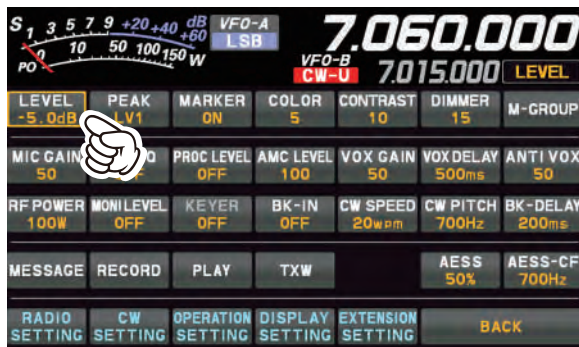 S 1 3 5 7 9 +20 +40 +60 dB VFO-A
LSB 7.060.000
PO 0 10 50 100 150 W
VFO-B
CW-U 7.015.000 LEVEL
LEVEL PEAK MARKER COLOR CONTRAST DIMMER M-GROUP
-5.0dB LV1 ON 5 10 15
MIC GAIN PROC LEVEL AMC LEVEL VOX GAIN VOX DELAY ANTI VOX
50 OFF 100 50 500ms 50
RF POWER MONI LEVEL KEYER BK-IN CW SPEED CW PITCH BK-DELAY
100W OFF OFF OFF 20wpm 700Hz 200ms
MESSAGE RECORD PLAY TXW AESS AESS-CF
50% 700Hz
RADIO CW OPERATION DISPLAY EXTENSION
SETTING SETTING SETTING SETTING SETTING BACK